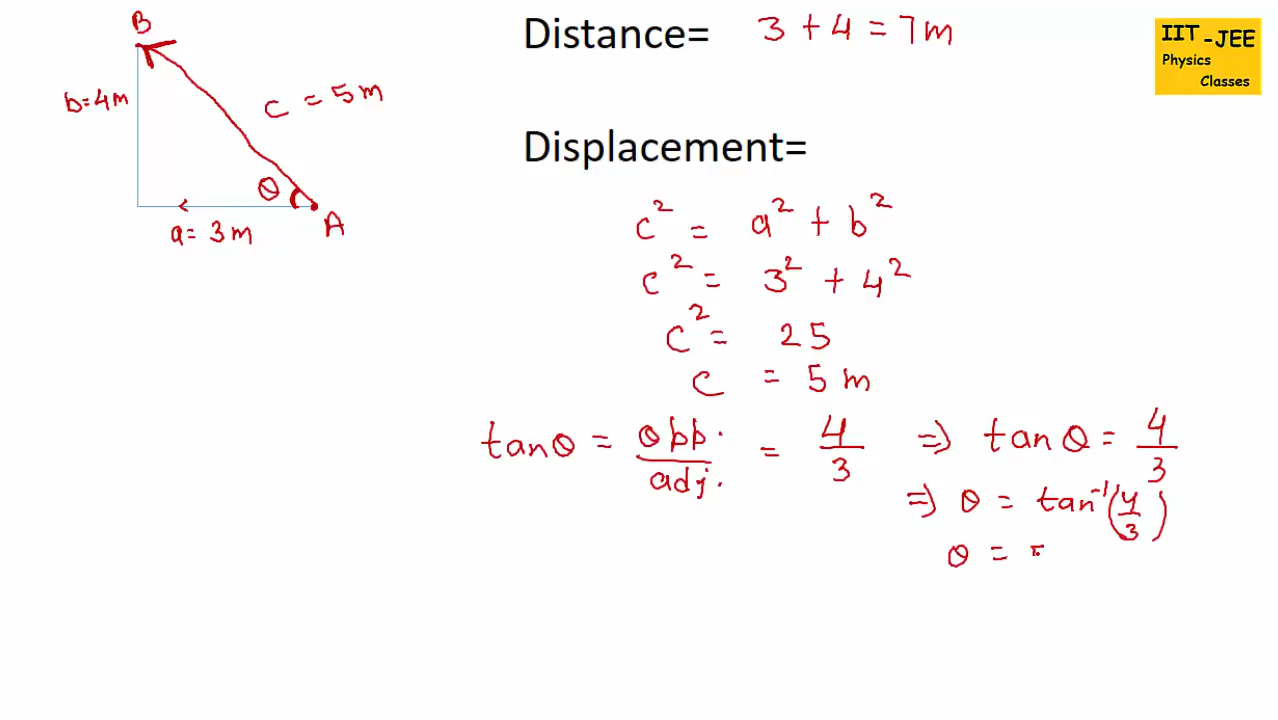 B
b=4m
c = 5m
θ
A
a= 3m
Distance= 3 + 4 = 7m
IIT-JEE
Physics
Classes
Displacement=
c² = a² + b²
c² = 3² + 4²
c² = 25
c = 5 m
tanθ = opp. / adj. = 4/3 ⇒ tan θ = 4/3
⇒ θ = tan⁻¹(4/3)
θ =